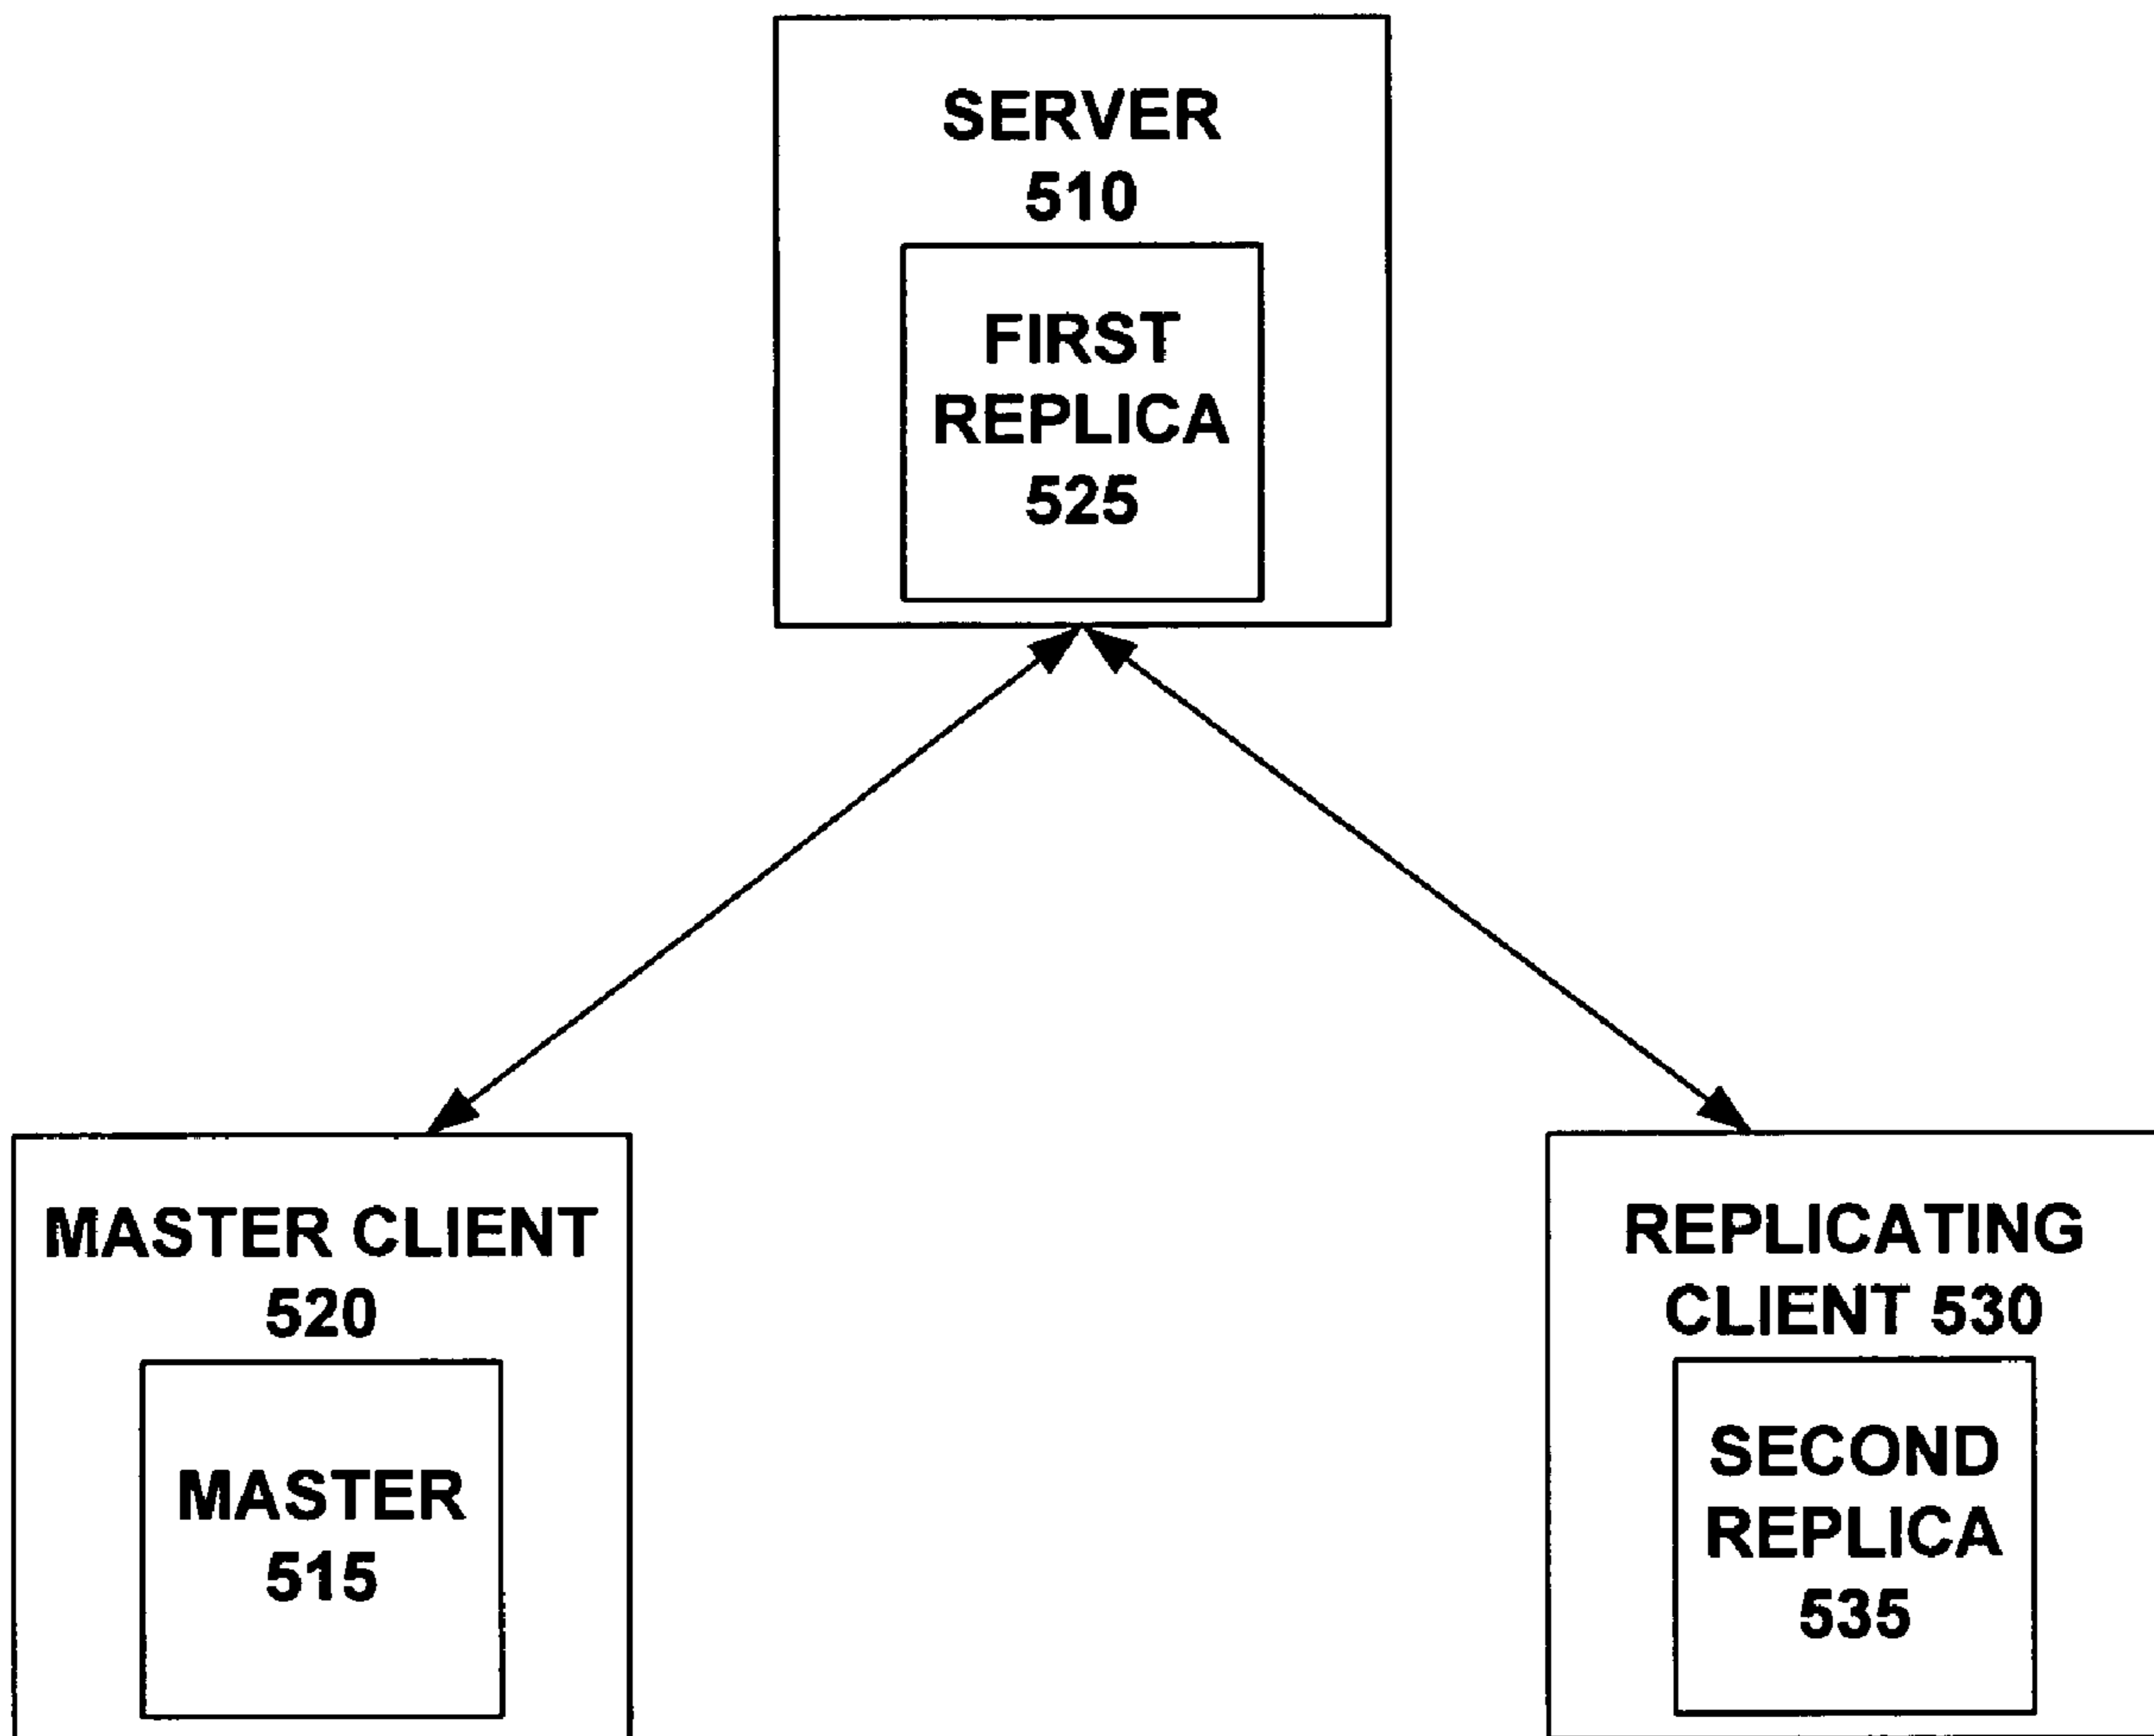 SERVER
510
FIRST
REPLICA
525
MASTER CLIENT
520
MASTER
515
REPLICATING
CLIENT 530
SECOND
REPLICA
535